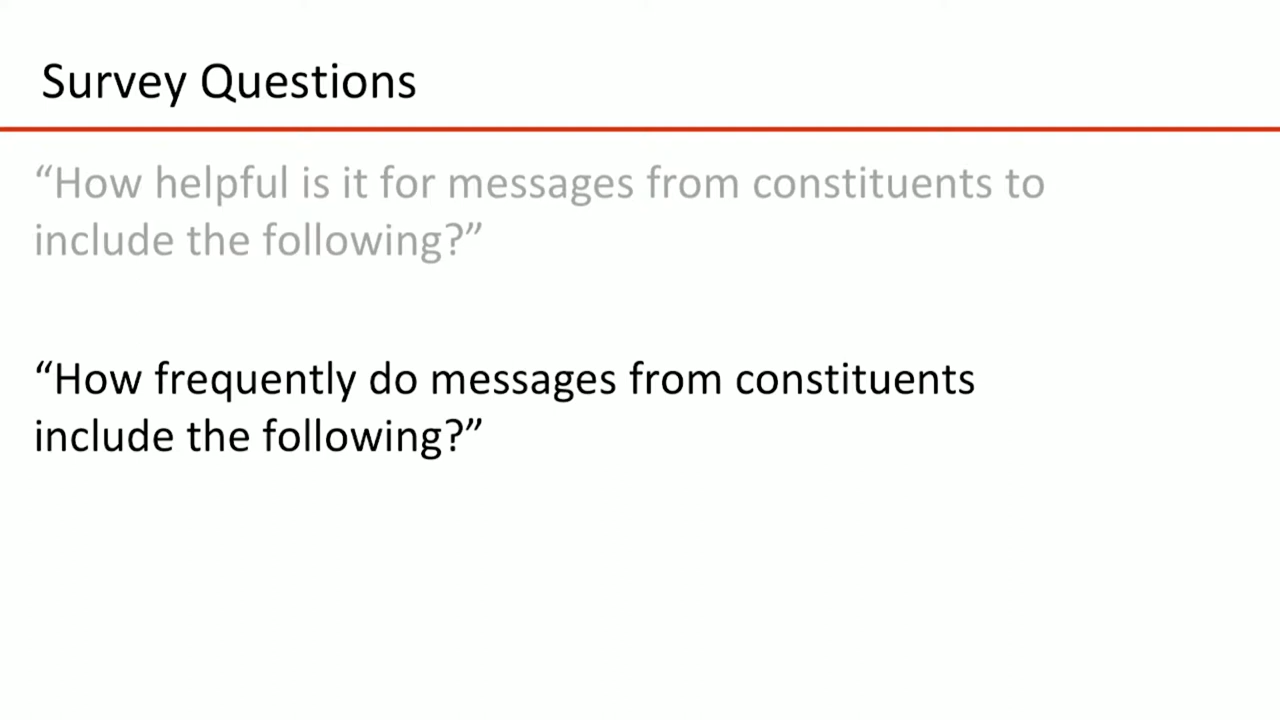 Survey Questions
“How helpful is it for messages from constituents to
include the following?”
“How frequently do messages from constituents
include the following?”